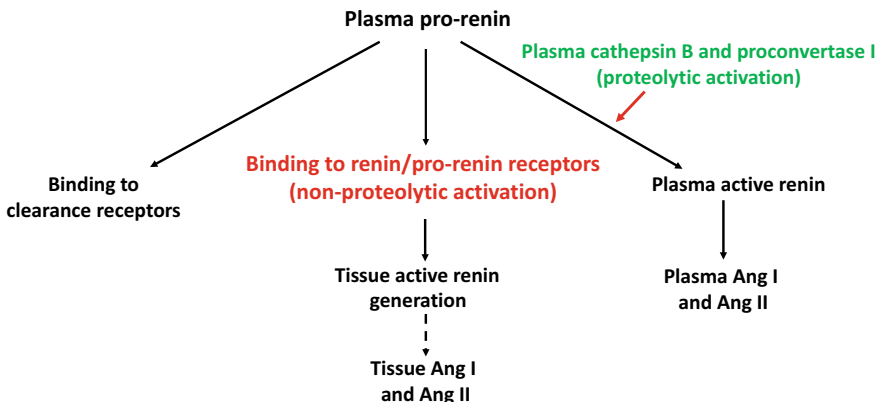 Plasma pro-renin
Plasma cathepsin B and proconvertase I
(proteolytic activation)
Binding to
clearance receptors
Binding to renin/pro-renin receptors
(non-proteolytic activation)
Plasma active renin
Tissue active renin
generation
Plasma Ang I
and Ang II
Tissue Ang I
and Ang II